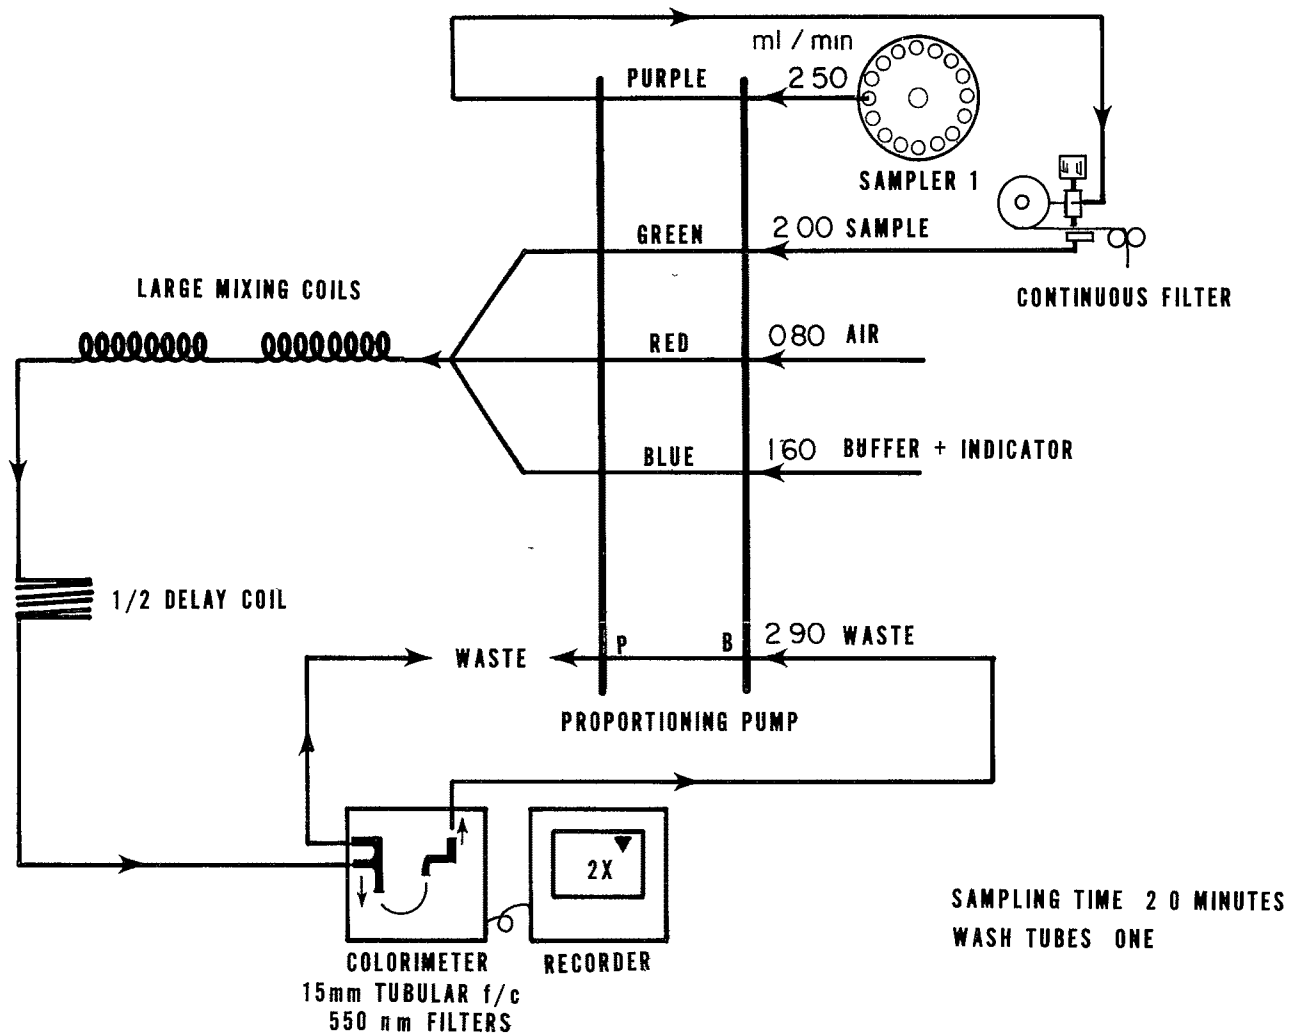 ml / min
PURPLE
2 50
SAMPLER 1
GREEN
2 00 SAMPLE
CONTINUOUS FILTER
LARGE MIXING COILS
RED
0 80 AIR
BLUE
1 60 BUFFER + INDICATOR
1/2 DELAY COIL
P
B
2 90 WASTE
WASTE
PROPORTIONING PUMP
2X
SAMPLING TIME 2 0 MINUTES
WASH TUBES ONE
COLORIMETER
15mm TUBULAR f/c
550 nm FILTERS
RECORDER